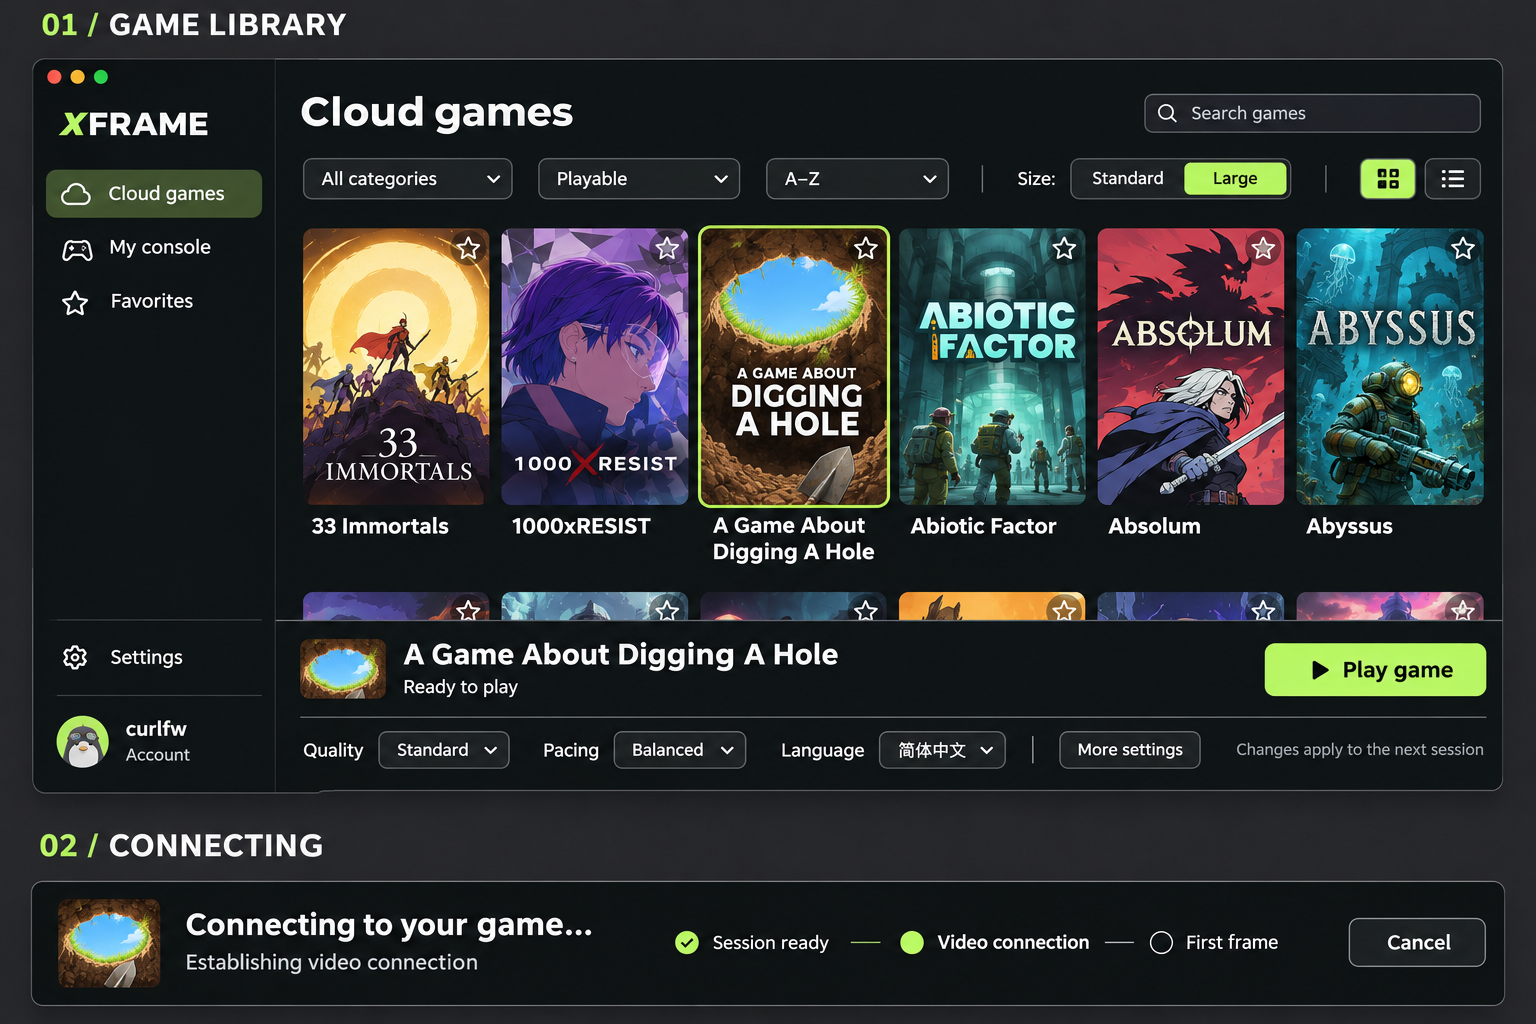 01 / GAME LIBRARY
XFRAME
Cloud games
My console
Favorites
Settings
curlfw
Account
Cloud games
Search games
All categories
Playable
A–Z
Size:
Standard
Large
33
IMMORTALS
1000XRESIST
A GAME ABOUT
DIGGING
A HOLE
ABIOTIC
FACTOR
ABSOLUM
ABYSSUS
33 Immortals
1000xRESIST
A Game About
Digging A Hole
Abiotic Factor
Absolum
Abyssus
A Game About Digging A Hole
Ready to play
Play game
Quality
Standard
Pacing
Balanced
Language
简体中文
More settings
Changes apply to the next session
02 / CONNECTING
Connecting to your game...
Establishing video connection
Session ready
Video connection
First frame
Cancel